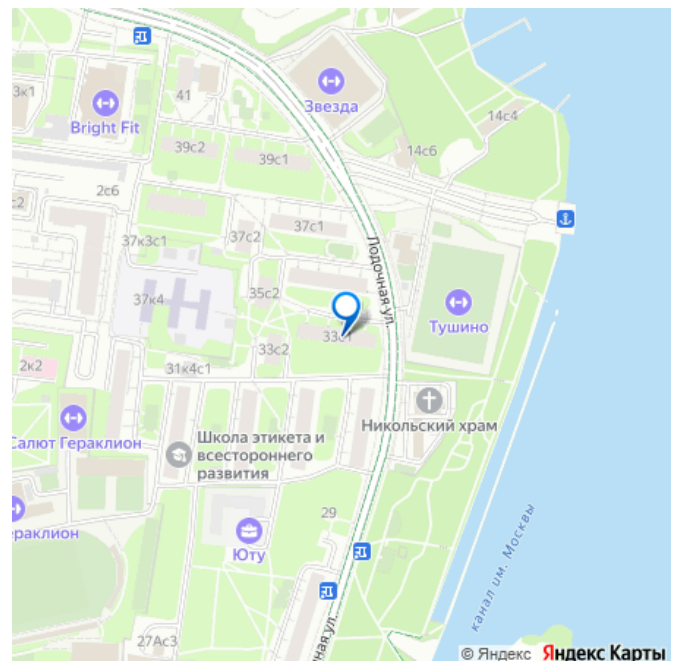 3к1
Bright Fit
41
Звезда
14с4
14с6
39с2
39с1
2с6
с2
37к3с1
37с2
37с1
Лодочная ул.
35с2
37к4
Тушино
33с1
33с2
2к2
31к4с1
Никольский храм
Салют Гераклион
Школа этикета и
всестороннего
развития
ераклион
29
Юту
канал им. Москвы
27Ас3
ная ул.
© Яндекс Яндекс Карты